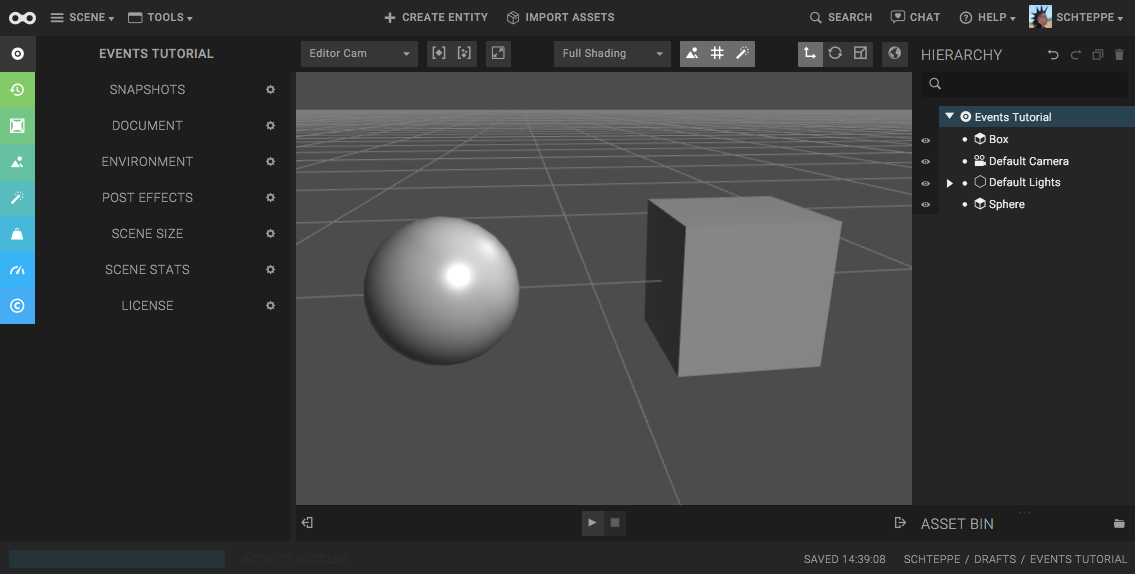 SCENE TOOLS CREATE ENTITY IMPORT ASSETS SEARCH CHAT HELP SCHTEPPE
EVENTS TUTORIAL
Editor Cam Full Shading
HIERARCHY
SNAPSHOTS
DOCUMENT
ENVIRONMENT
POST EFFECTS
SCENE SIZE
SCENE STATS
LICENSE
Events Tutorial
Box
Default Camera
Default Lights
Sphere
ASSET BIN
ACTIVITY: SUCCESS
SAVED 14:39:08 SCHTEPPE / DRAFTS / EVENTS TUTORIAL